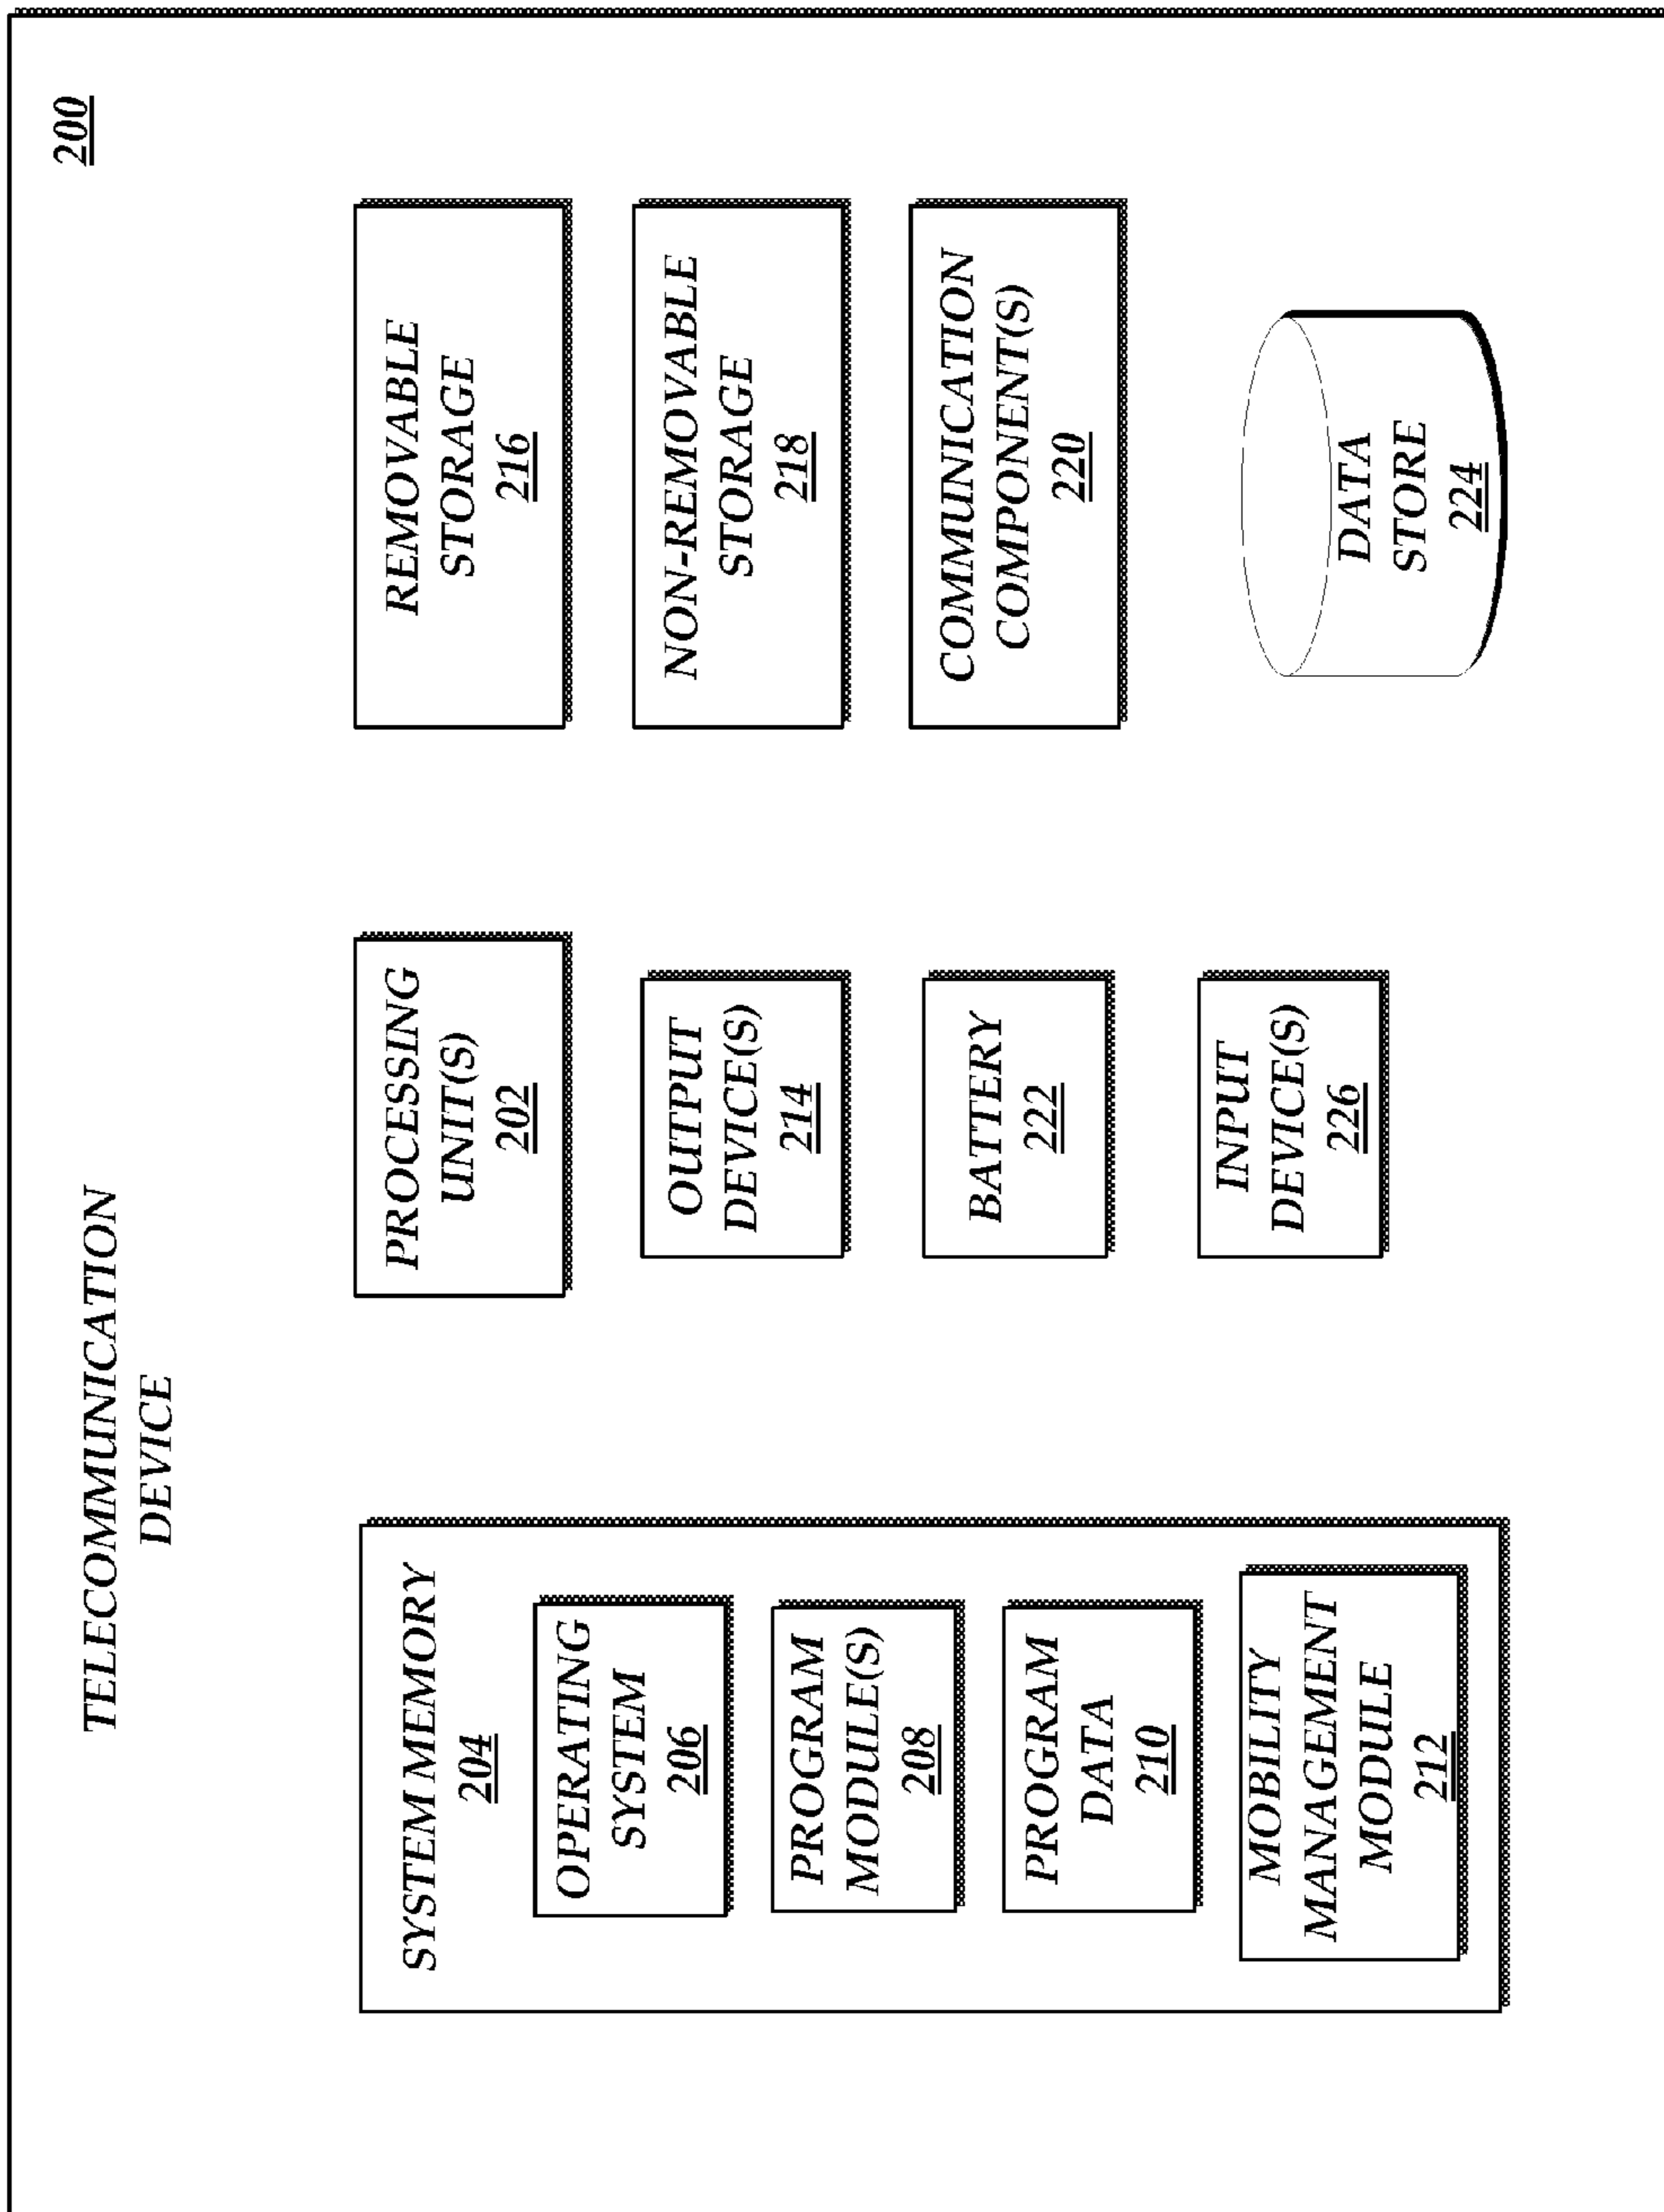 TELECOMMUNICATION
DEVICE
200
SYSTEM MEMORY
204
OPERATING
SYSTEM
206
PROGRAM
MODULE(S)
208
PROGRAM
DATA
210
MOBILITY
MANAGEMENT
MODULE
212
PROCESSING
UNIT(S)
202
OUTPUT
DEVICE(S)
214
BATTERY
222
INPUT
DEVICE(S)
226
REMOVABLE
STORAGE
216
NON-REMOVABLE
STORAGE
218
COMMUNICATION
COMPONENT(S)
220
DATA
STORE
224